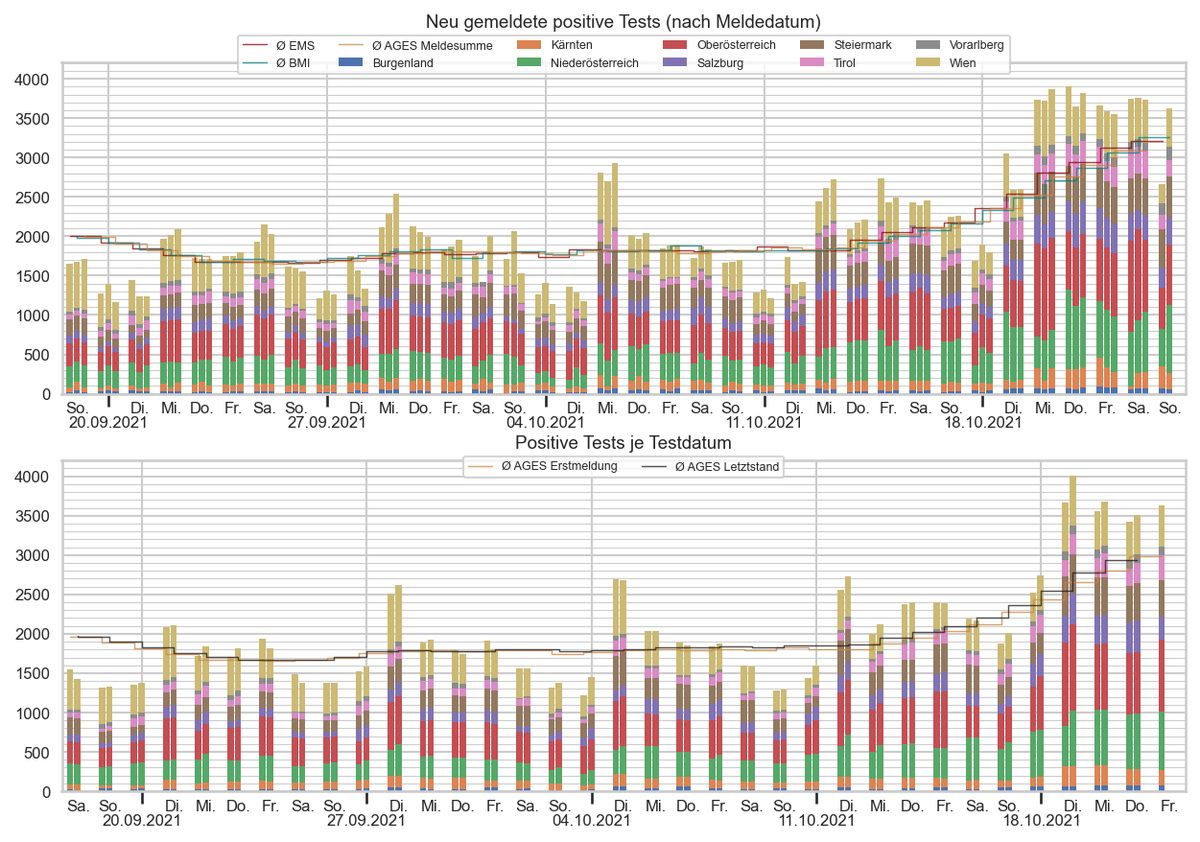 Neu gemeldete positive Tests (nach Meldedatum)
Ø EMS Ø AGES Meldesumme Kärnten Oberösterreich Steiermark Vorarlberg
Ø BMI Burgenland Niederösterreich Salzburg Tirol Wien
4000
3500
3000
2500
2000
1500
1000
500
0
So. Di. Mi. Do. Fr. Sa. So. Di. Mi. Do. Fr. Sa. So. Di. Mi. Do. Fr. Sa. So. Di. Mi. Do. Fr. Sa. So. Di. Mi. Do. Fr. Sa. So.
20.09.2021 27.09.2021 04.10.2021 11.10.2021 18.10.2021
Positive Tests je Testdatum
Ø AGES Erstmeldung Ø AGES Letztstand
4000
3500
3000
2500
2000
1500
1000
500
0
Sa. So. Di. Mi. Do. Fr. Sa. So. Di. Mi. Do. Fr. Sa. So. Di. Mi. Do. Fr. Sa. So. Di. Mi. Do. Fr. Sa. So. Di. Mi. Do. Fr.
20.09.2021 27.09.2021 04.10.2021 11.10.2021 18.10.2021